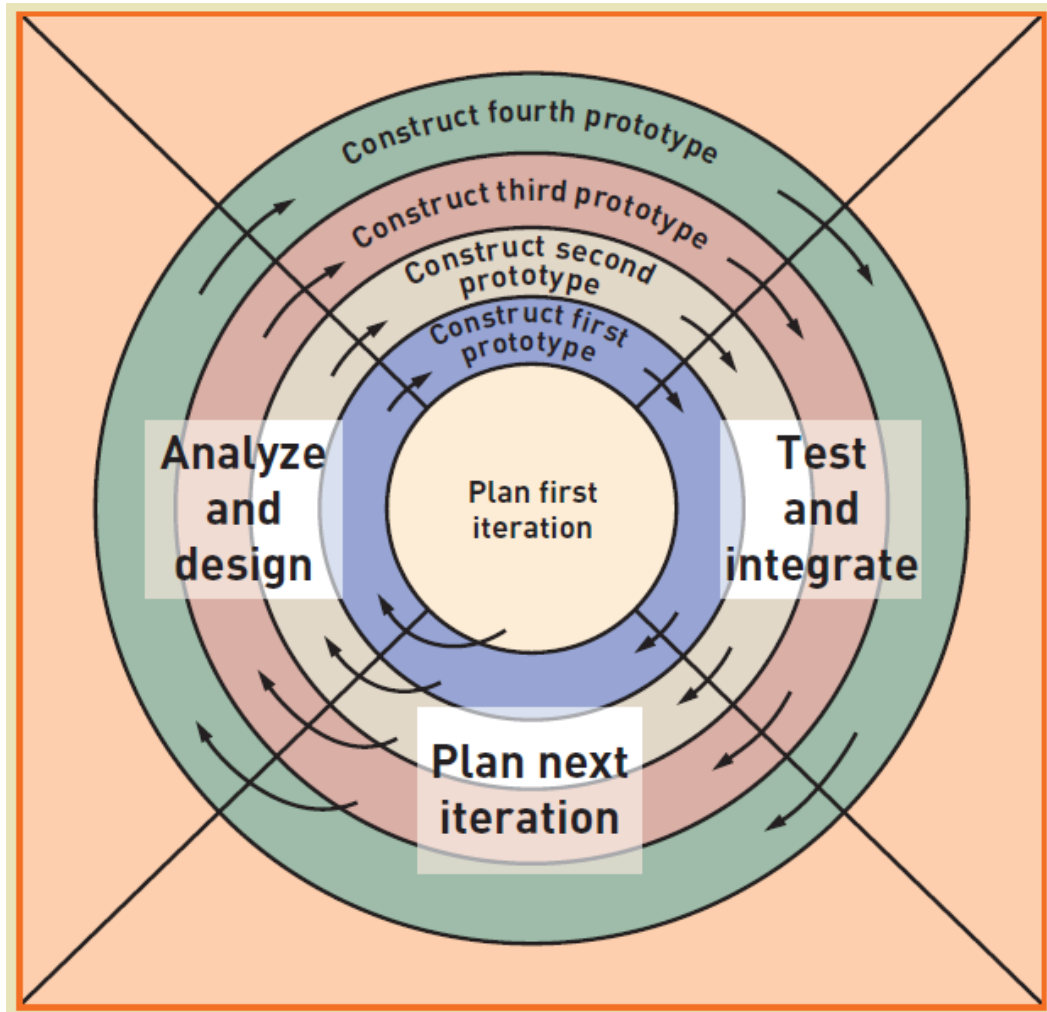 Construct fourth prototype
Construct third prototype
Construct second
prototype
Construct first
prototype
Plan first
iteration
Analyze
and
design
Test
and
integrate
Plan next
iteration